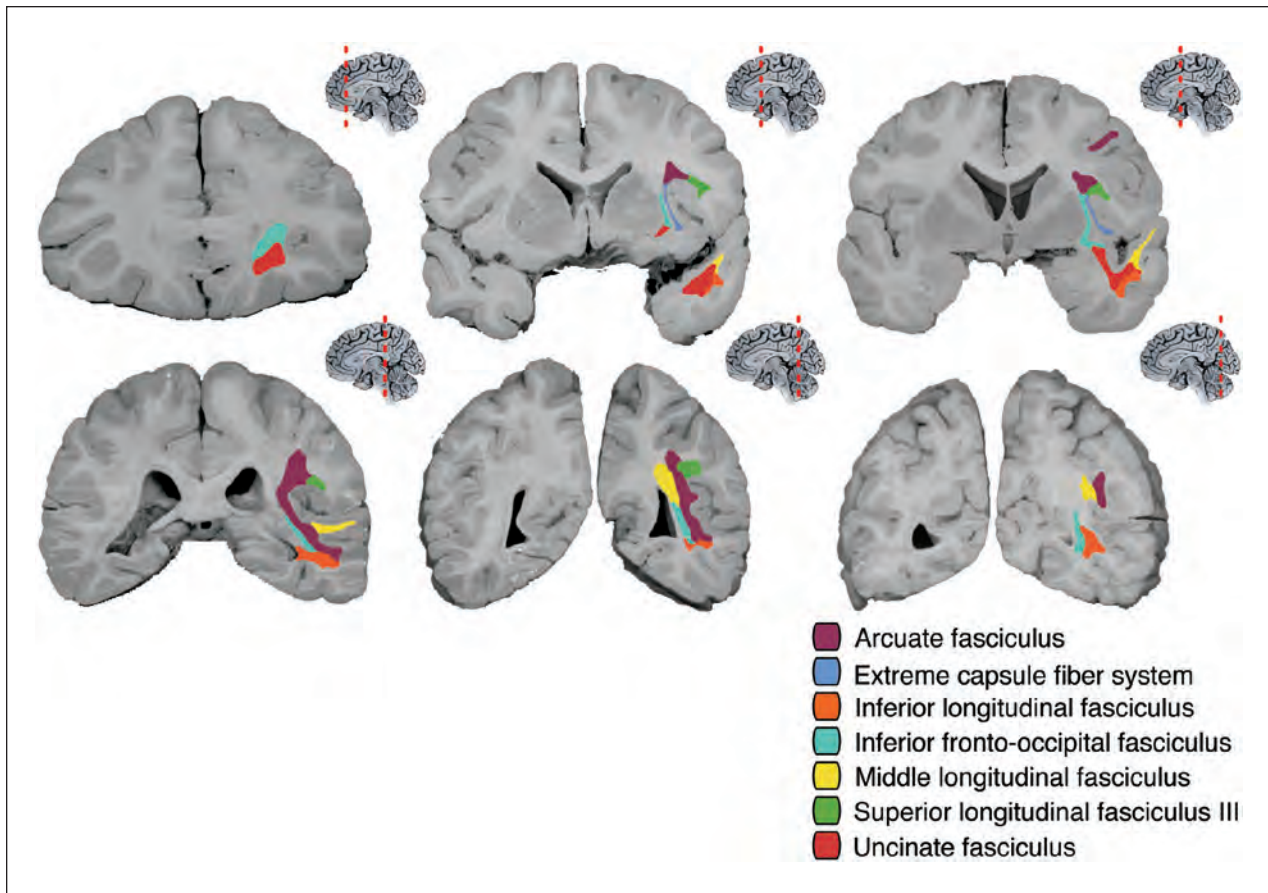 Arcuate fasciculus
Extreme capsule fiber system
Inferior longitudinal fasciculus
Inferior fronto-occipital fasciculus
Middle longitudinal fasciculus
Superior longitudinal fasciculus III
Uncinate fasciculus